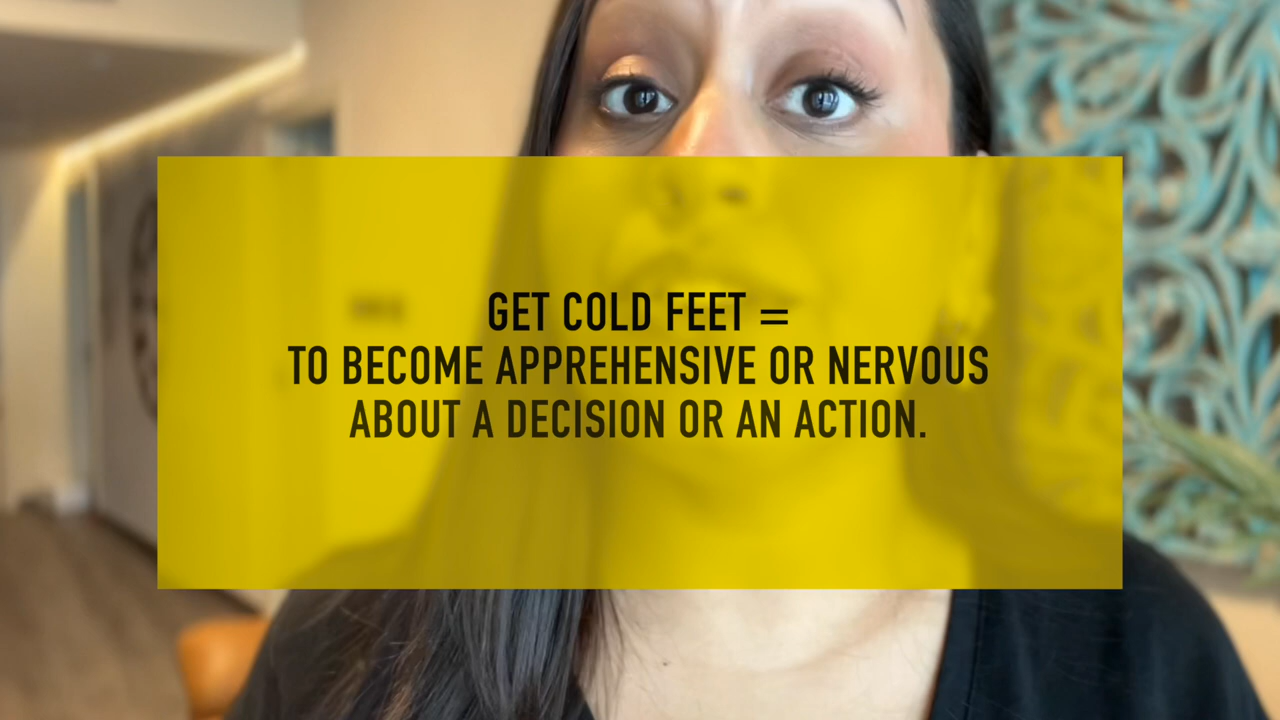 GET COLD FEET =
TO BECOME APPREHENSIVE OR NERVOUS
ABOUT A DECISION OR AN ACTION.